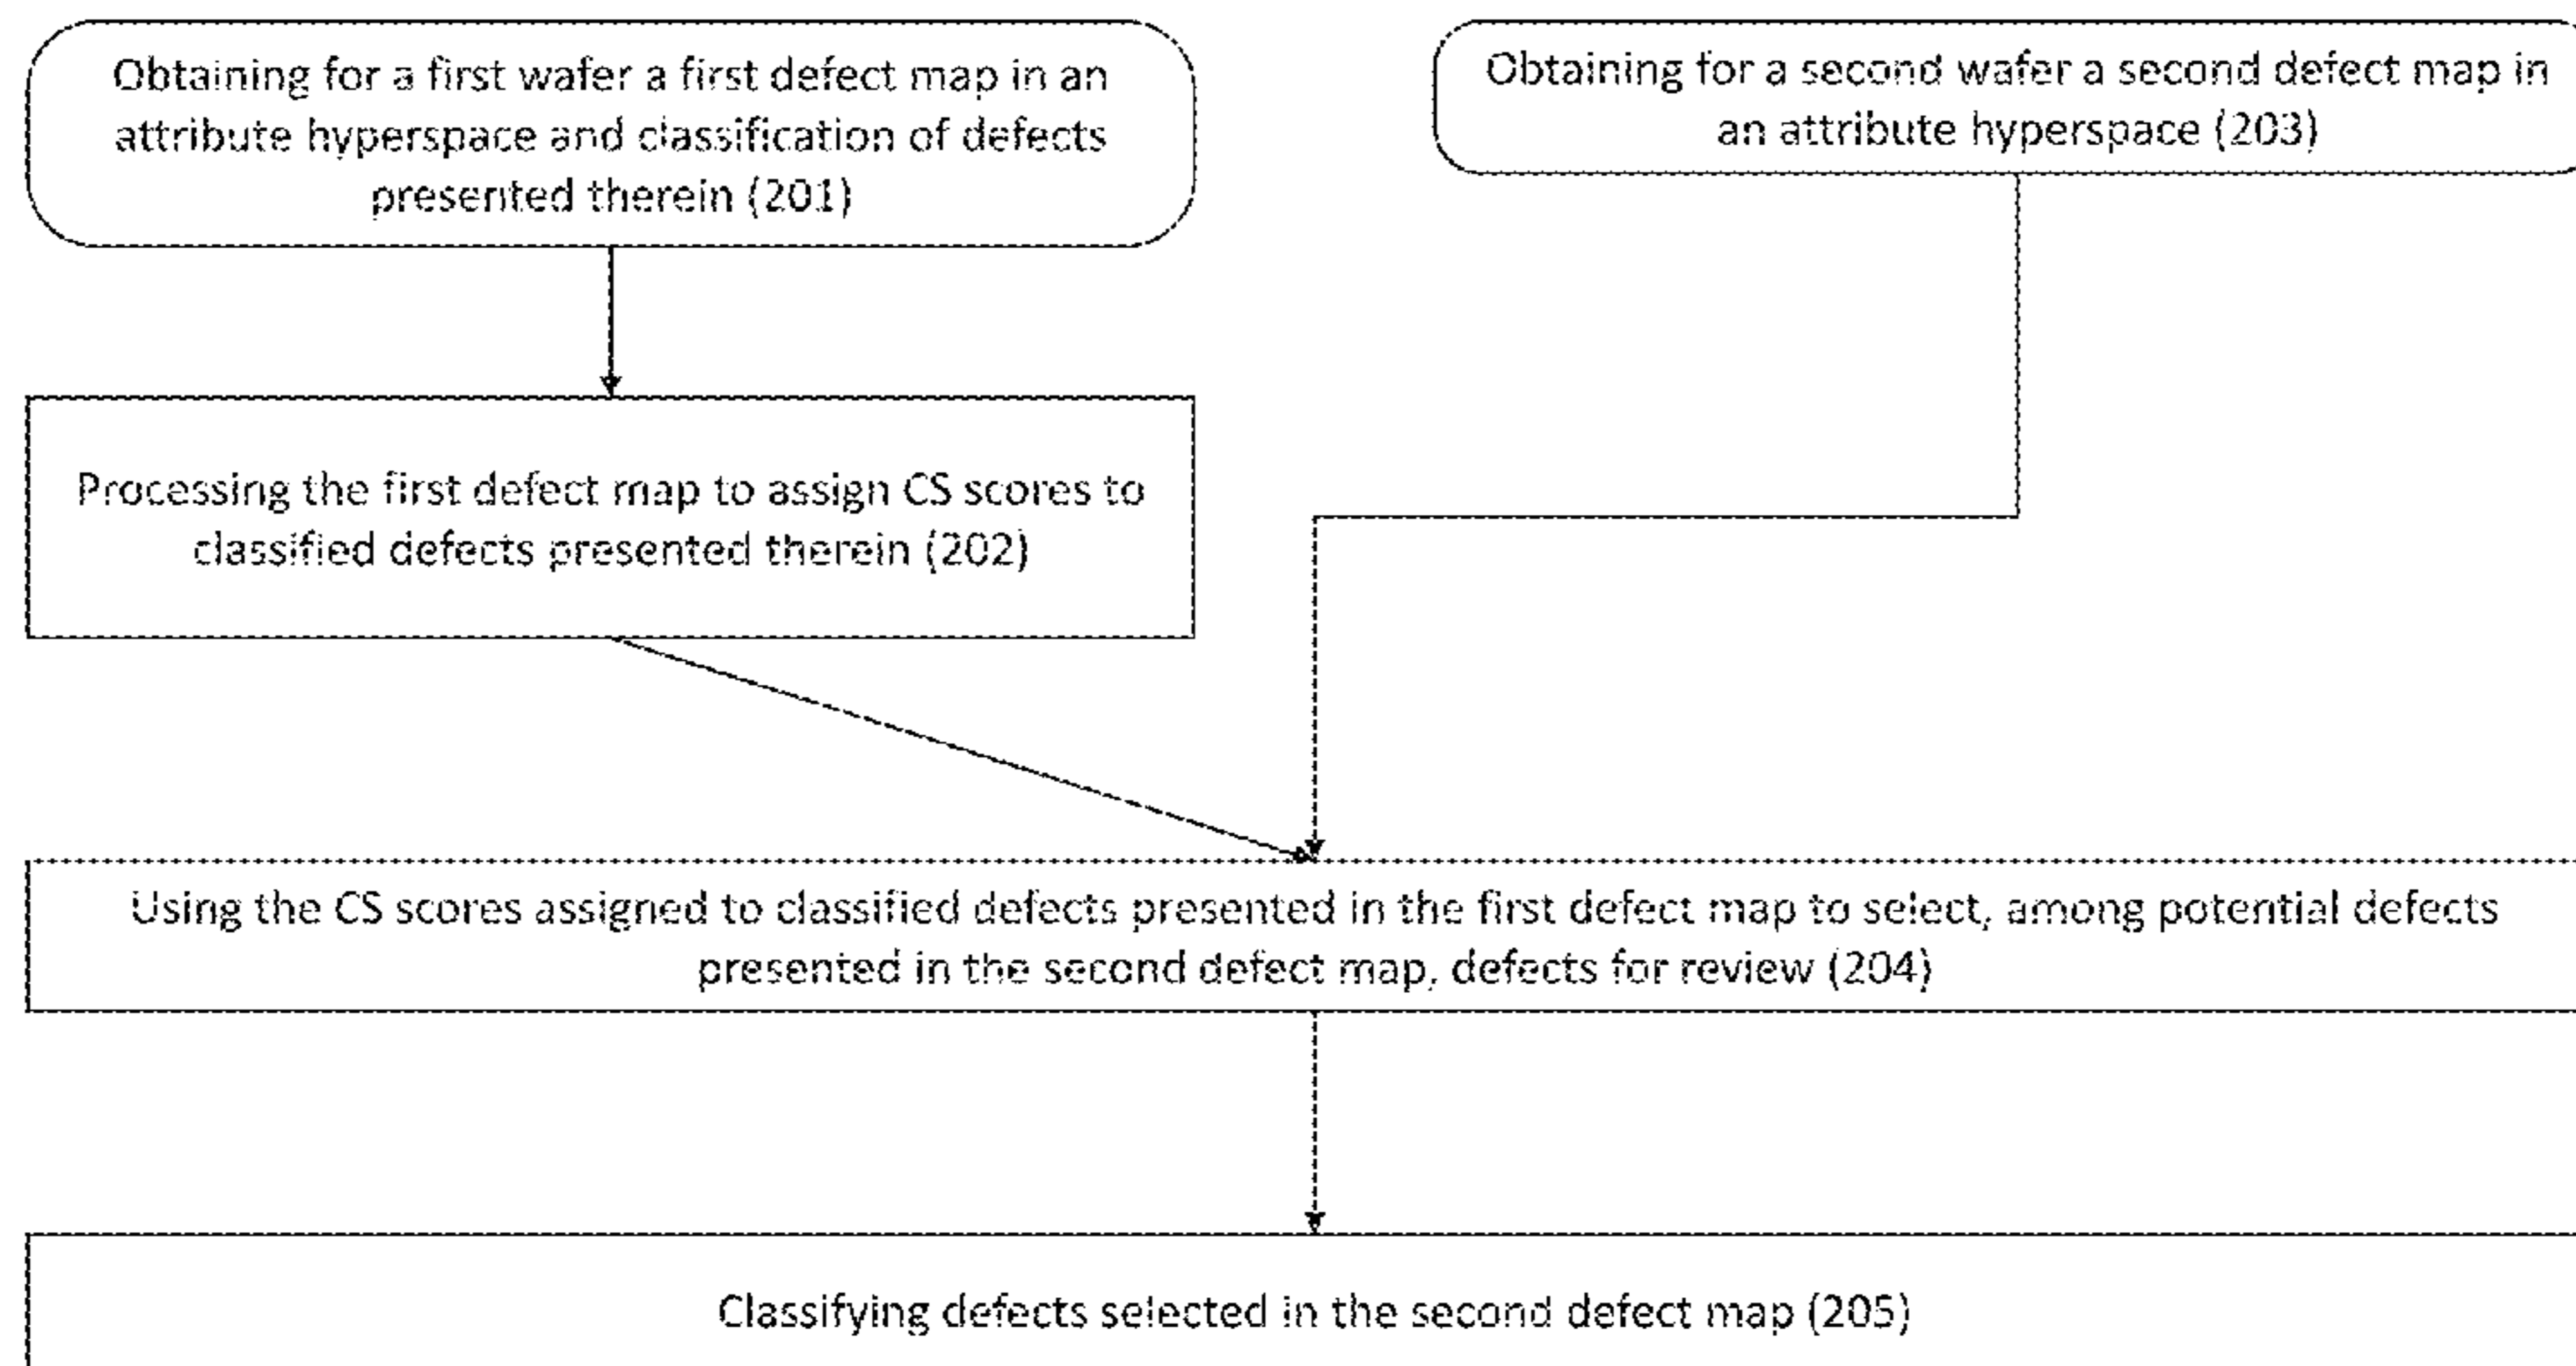 Obtaining for a first wafer a first defect map in an
attribute hyperspace and classification of defects
presented therein (201)
Obtaining for a second wafer a second defect map in
an attribute hyperspace (203)
Processing the first defect map to assign CS scores to
classified defects presented therein (202)
Using the CS scores assigned to classified defects presented in the first defect map to select, among potential defects
presented in the second defect map, defects for review (204)
Classifying defects selected in the second defect map (205)